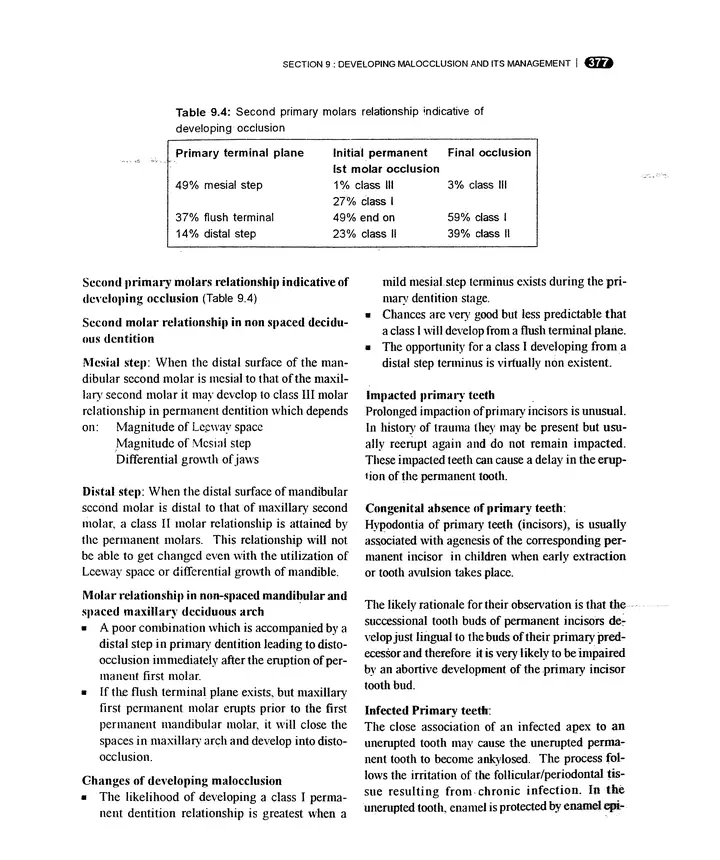 SECTION 9 : DEVELOPING MALOCCLUSION AND ITS MANAGEMENT | 377
Table 9.4: Second primary molars relationship indicative of
developing occlusion
Primary terminal plane Initial permanent Final occlusion
Ist molar occlusion
49% mesial step 1% class III 3% class III
27% class I
37% flush terminal 49% end on 59% class I
14% distal step 23% class II 39% class II
Second primary molars relationship indicative of
developing occlusion (Table 9.4)
Second molar relationship in non spaced decidu-
ous dentition
Mesial step: When the distal surface of the man-
dibular second molar is mesial to that of the maxil-
lary second molar it may develop to class III molar
relationship in permanent dentition which depends
on: Magnitude of Leeway space
Magnitude of Mesial step
Differential growth of jaws
Distal step: When the distal surface of mandibular
second molar is distal to that of maxillary second
molar, a class II molar relationship is attained by
the permanent molars. This relationship will not
be able to get changed even with the utilization of
Leeway space or differential growth of mandible.
Molar relationship in non-spaced mandibular and
spaced maxillary deciduous arch
▪ A poor combination which is accompanied by a
distal step in primary dentition leading to disto-
occlusion immediately after the eruption of per-
manent first molar.
▪ If the flush terminal plane exists, but maxillary
first permanent molar erupts prior to the first
permanent mandibular molar, it will close the
spaces in maxillary arch and develop into disto-
occlusion.
Changes of developing malocclusion
▪ The likelihood of developing a class I perma-
nent dentition relationship is greatest when a
mild mesial step terminus exists during the pri-
mary dentition stage.
▪ Chances are very good but less predictable that
a class I will develop from a flush terminal plane.
▪ The opportunity for a class I developing from a
distal step terminus is virtually non existent.
Impacted primary teeth
Prolonged impaction of primary incisors is unusual.
In history of trauma they may be present but usu-
ally reerupt again and do not remain impacted.
These impacted teeth can cause a delay in the erup-
tion of the permanent tooth.
Congenital absence of primary teeth:
Hypodontia of primary teeth (incisors), is usually
associated with agenesis of the corresponding per-
manent incisor in children when early extraction
or tooth avulsion takes place.
The likely rationale for their observation is that the
successional tooth buds of permanent incisors de-
velop just lingual to the buds of their primary pred-
ecessor and therefore it is very likely to be impaired
by an abortive development of the primary incisor
tooth bud.
Infected Primary teeth:
The close association of an infected apex to an
unerupted tooth may cause the unerupted perma-
nent tooth to become ankylosed. The process fol-
lows the irritation of the follicular/periodontal tis-
sue resulting from chronic infection. In the
unerupted tooth, enamel is protected by enamel epi-